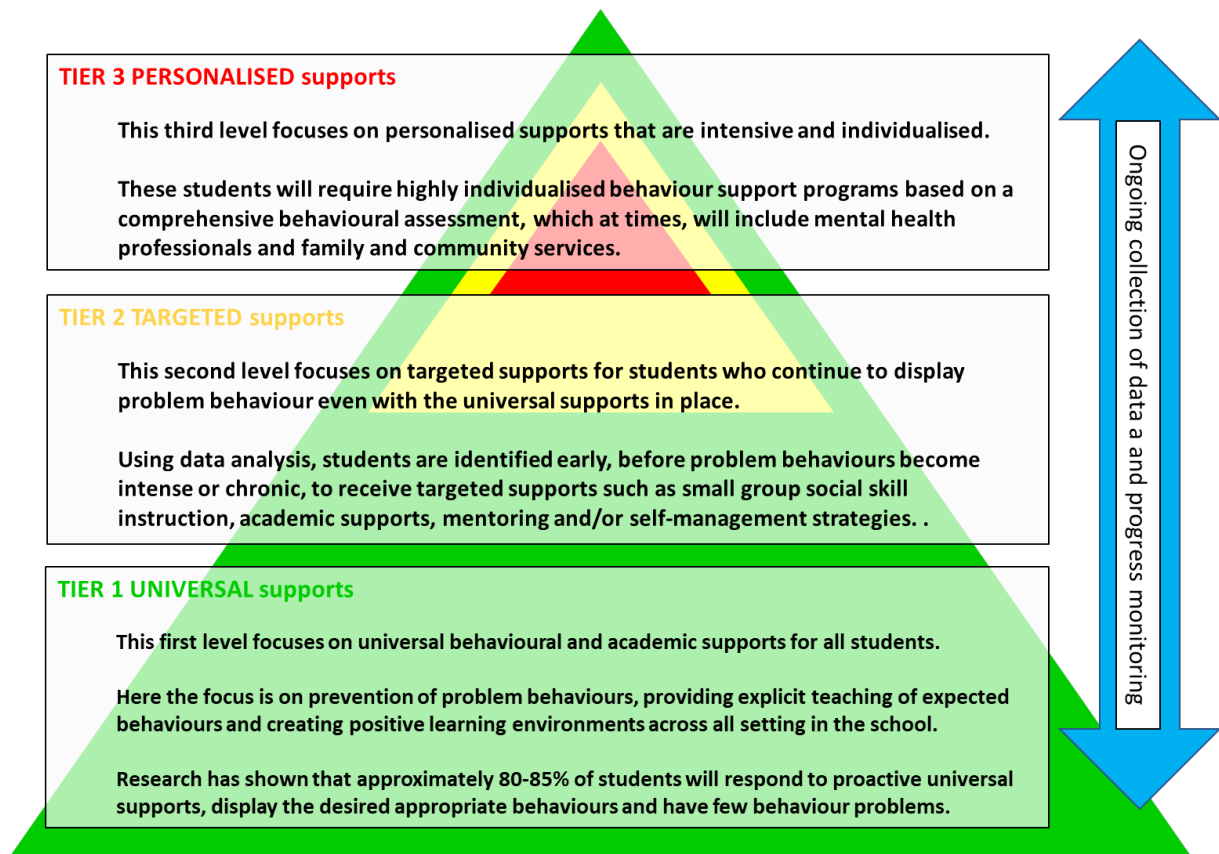 TIER 3 PERSONALISED supports
This third level focuses on personalised supports that are intensive and individualised.
These students will require highly individualised behaviour support programs based on a
comprehensive behavioural assessment, which at times, will include mental health
professionals and family and community services.
TIER 2 TARGETED supports
This second level focuses on targeted supports for students who continue to display
problem behaviour even with the universal supports in place.
Using data analysis, students are identified early, before problem behaviours become
intense or chronic, to receive targeted supports such as small group social skill
instruction, academic supports, mentoring and/or self-management strategies. .
TIER 1 UNIVERSAL supports
This first level focuses on universal behavioural and academic supports for all students.
Here the focus is on prevention of problem behaviours, providing explicit teaching of expected
behaviours and creating positive learning environments across all setting in the school.
Research has shown that approximately 80-85% of students will respond to proactive universal
supports, display the desired appropriate behaviours and have few behaviour problems.
Ongoing collection of data a and progress monitoring